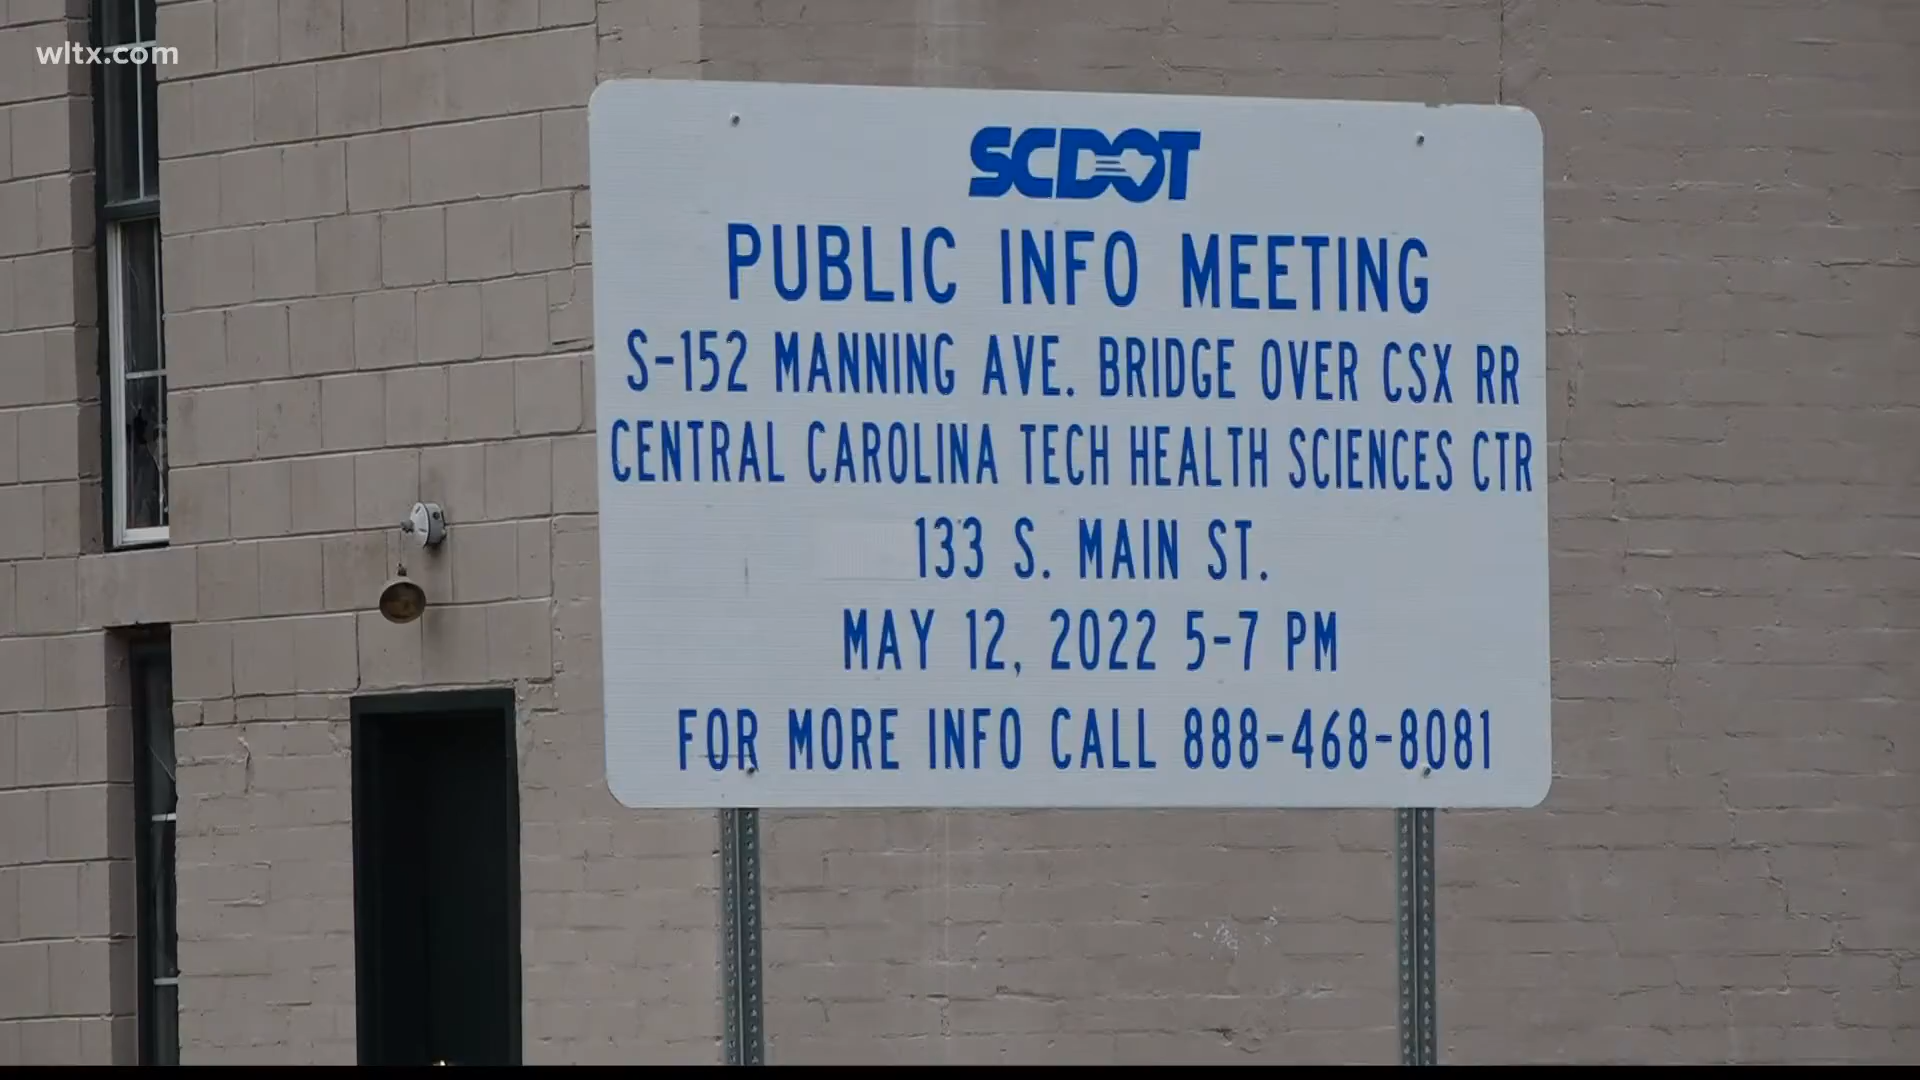 wltx.com
SCDOT
PUBLIC INFO MEETING
S-152 MANNING AVE. BRIDGE OVER CSX RR
CENTRAL CAROLINA TECH HEALTH SCIENCES CTR
133 S. MAIN ST.
MAY 12, 2022 5-7 PM
FOR MORE INFO CALL 888-468-8081